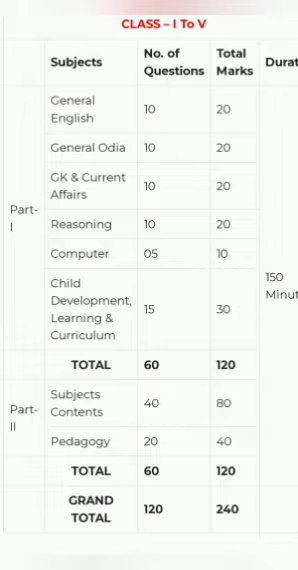 CLASS – I To V
Subjects No. of Questions Total Marks Durat
Part-I
General English 10 20
General Odia 10 20
GK & Current Affairs 10 20
Reasoning 10 20
Computer 05 10
Child Development, Learning & Curriculum 15 30
150 Minut
TOTAL 60 120
Part-II
Subjects Contents 40 80
Pedagogy 20 40
TOTAL 60 120
GRAND TOTAL 120 240